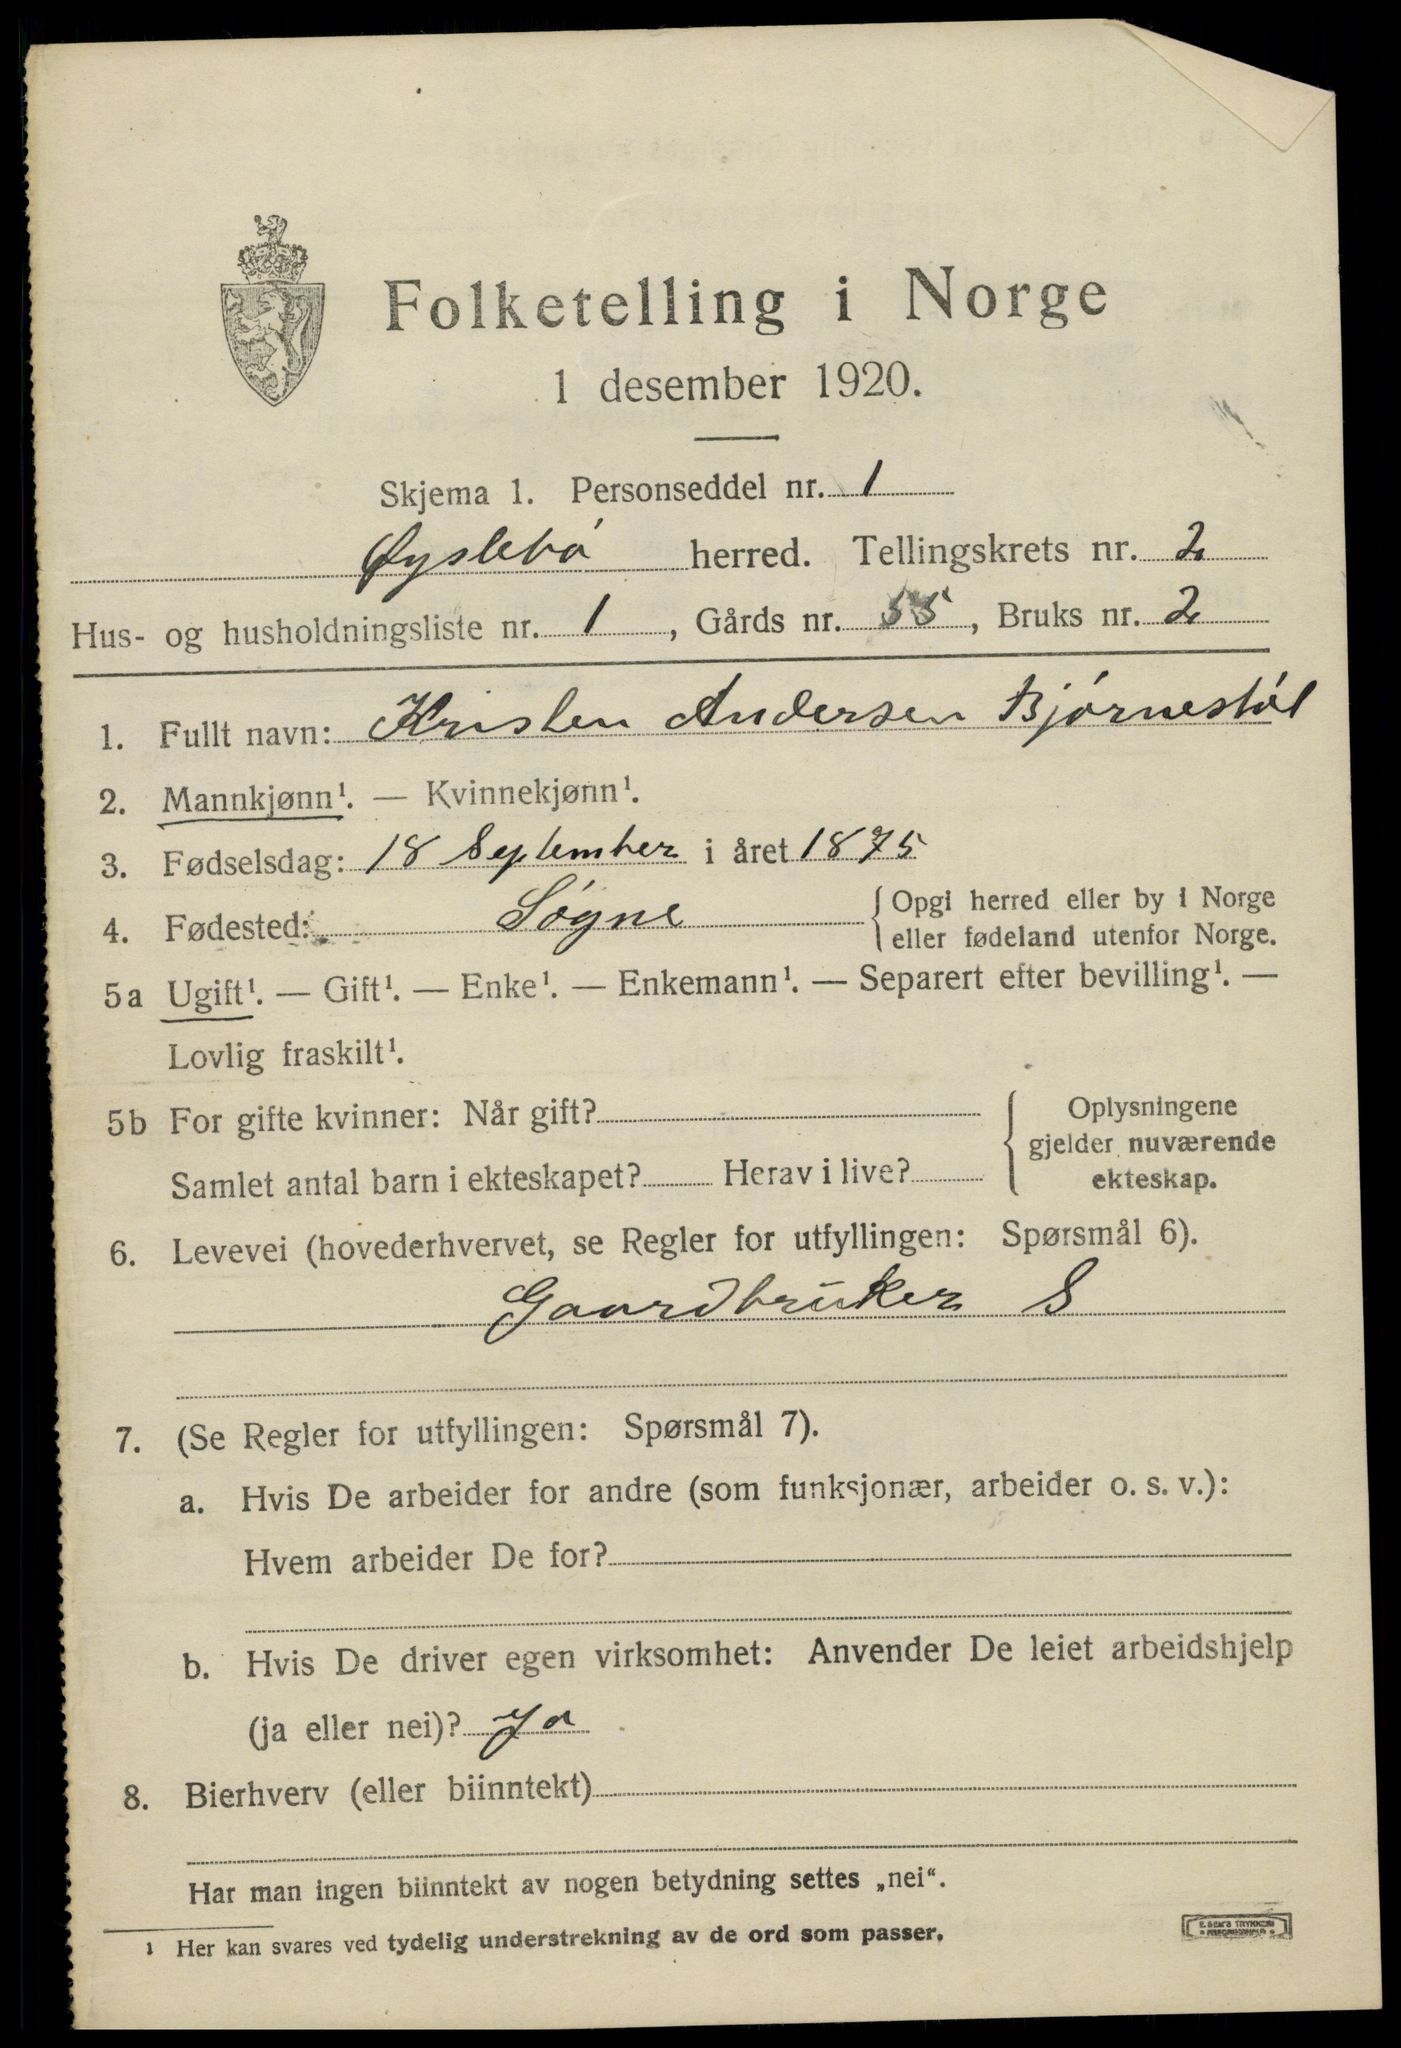 Folketelling i Norge
1 desember 1920.
Skjema 1. Personseddel nr. 1
Øyslebø herred. Tellingskrets nr. 2
Hus- og husholdningsliste nr. 1, Gårds nr. 55, Bruks nr. 2
1. Fullt navn: Kristen Andersen Bjørnestøl
2. Mannkjønn¹. — Kvinnekjønn¹.
3. Fødselsdag: 18 September i året 1875
4. Fødested: Søgne { Opgi herred eller by i Norge
eller fødeland utenfor Norge.
5a Ugift¹. — Gift¹. — Enke¹. — Enkemann¹. — Separert efter bevilling¹. —
Lovlig fraskilt¹.
5b For gifte kvinner: Når gift? { Oplysningene
gjelder nuværende
Samlet antal barn i ekteskapet? Herav i live? ekteskap.
6. Levevei (hovederhvervet, se Regler for utfyllingen: Spørsmål 6).
Gaardbruker S
7. (Se Regler for utfyllingen: Spørsmål 7).
a. Hvis De arbeider for andre (som funksjonær, arbeider o. s. v.):
Hvem arbeider De for?
b. Hvis De driver egen virksomhet: Anvender De leiet arbeidshjelp
(ja eller nei)? Ja
8. Bierhverv (eller biinntekt)
Har man ingen biinntekt av nogen betydning settes „nei“.
¹ Her kan svares ved tydelig understrekning av de ord som passer.